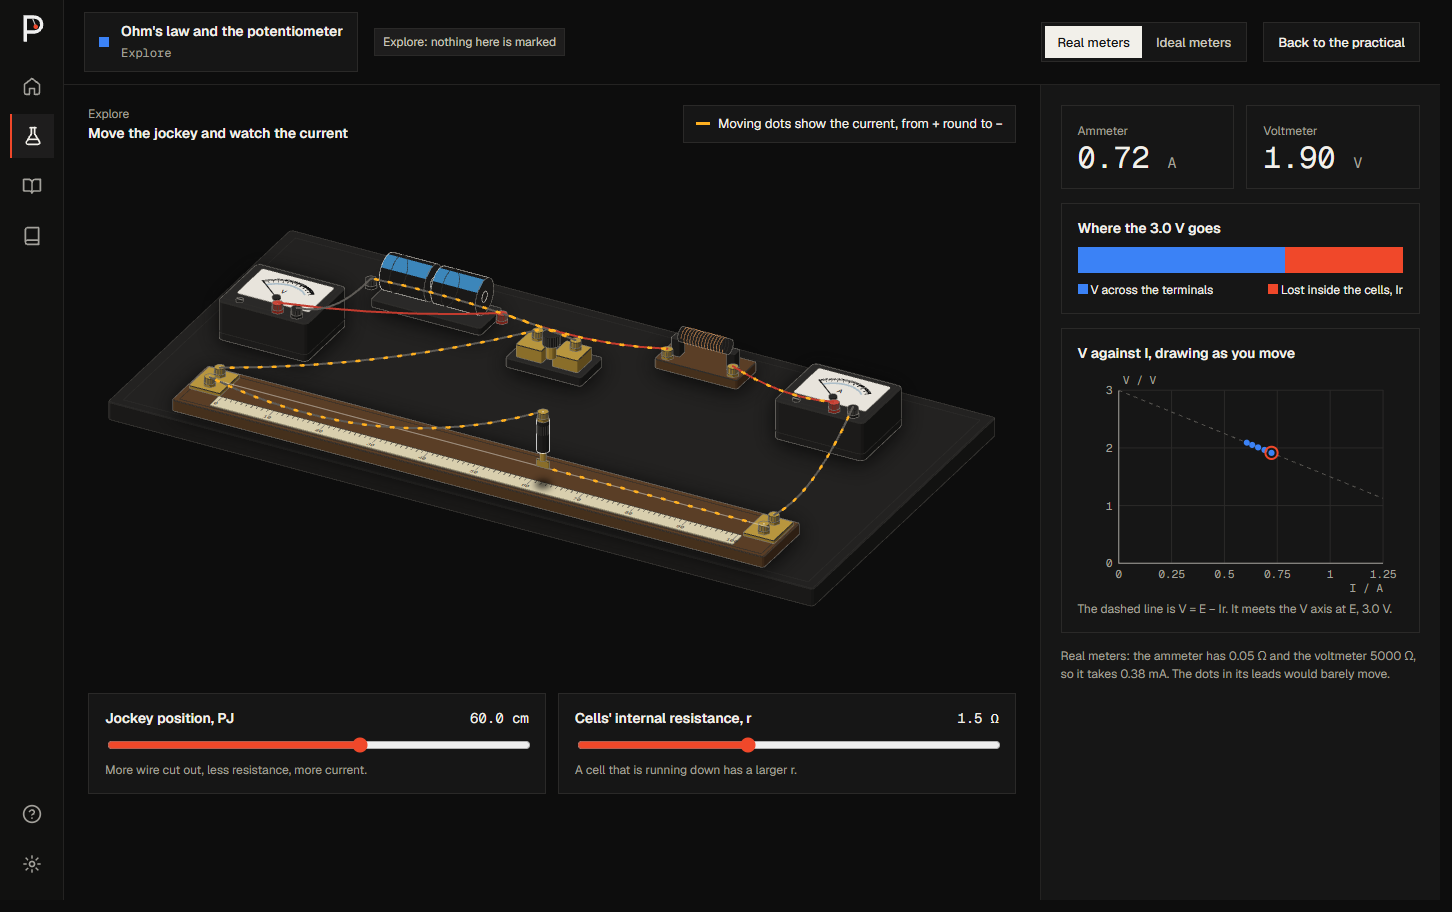 Ohm's law and the potentiometer
Explore
Explore: nothing here is marked
Real meters
Ideal meters
Back to the practical
Explore
Move the jockey and watch the current
Moving dots show the current, from + round to −
Ammeter
0.72 A
Voltmeter
1.90 V
Where the 3.0 V goes
V across the terminals
Lost inside the cells, Ir
V against I, drawing as you move
V / V
3
2
1
0
0 0.25 0.5 0.75 1 1.25
I / A
The dashed line is V = E − Ir. It meets the V axis at E, 3.0 V.
Real meters: the ammeter has 0.05 Ω and the voltmeter 5000 Ω,
so it takes 0.38 mA. The dots in its leads would barely move.
Jockey position, PJ
60.0 cm
More wire cut out, less resistance, more current.
Cells' internal resistance, r
1.5 Ω
A cell that is running down has a larger r.